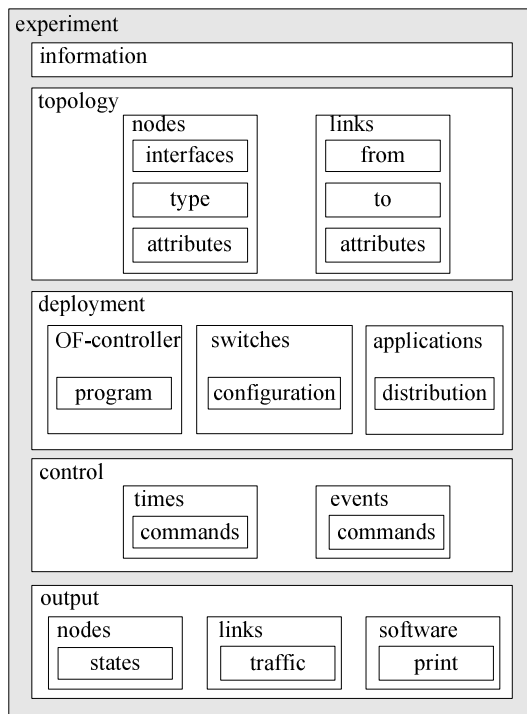 experiment
information
topology
nodes
interfaces
type
attributes
links
from
to
attributes
deployment
OF-controller
program
switches
configuration
applications
distribution
control
times
commands
events
commands
output
nodes
states
links
traffic
software
print